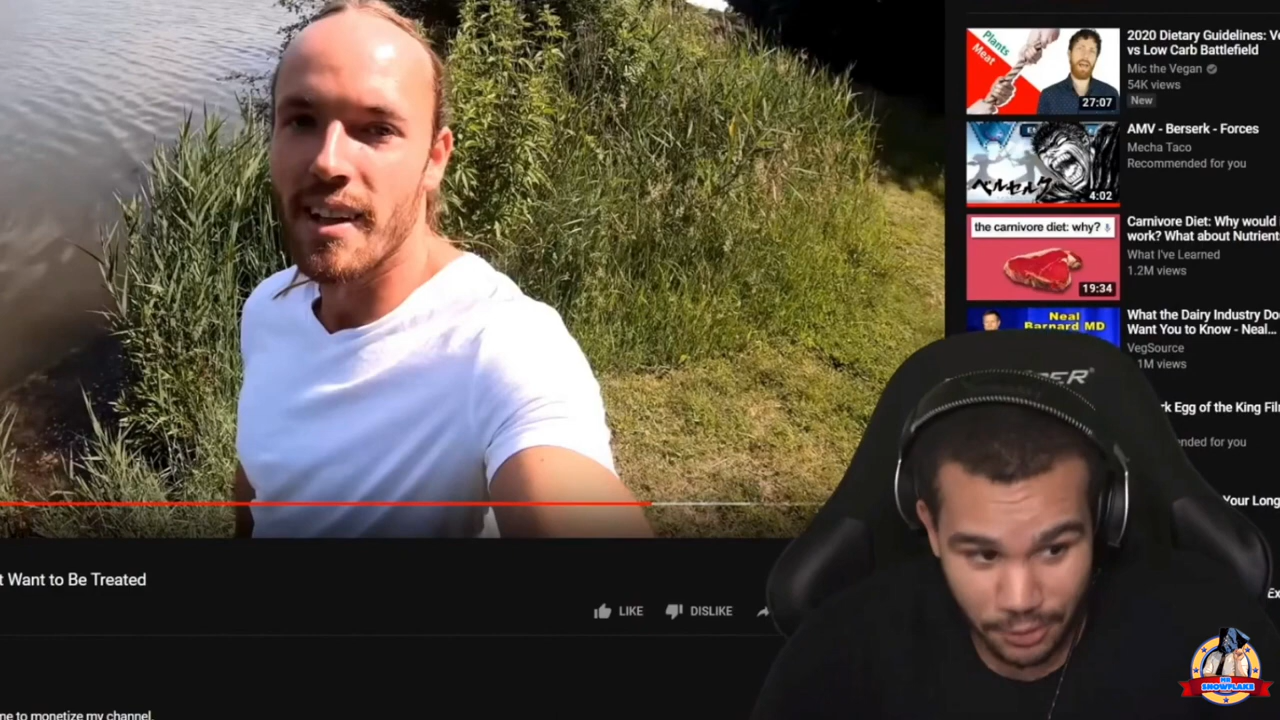 2020 Dietary Guidelines: Ve
vs Low Carb Battlefield
Mic the Vegan
54K views
New
Plants
Meat
27:07
AMV - Berserk - Forces
Mecha Taco
Recommended for you
ベルセルク
4:02
Carnivore Diet: Why would
work? What about Nutrient
What I've Learned
1.2M views
the carnivore diet: why?
19:34
What the Dairy Industry Do
Want You to Know - Neal...
VegSource
1M views
Neal
Barnard MD
rk Egg of the King Fil
nded for you
Your Long
Ex
t Want to Be Treated
LIKE
DISLIKE
ne to monetize my channel.
MR
SNOWFLAKE